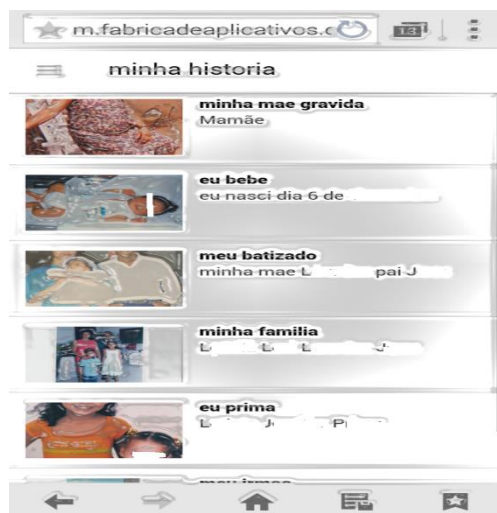 m.fabricadeaplicativos.c
13
minha historia
minha mae gravida
Mamãe
eu bebe
eu nasci dia 6 de
meu batizado
minha mae L pai J
minha familia
L L L J
eu prima
L J P